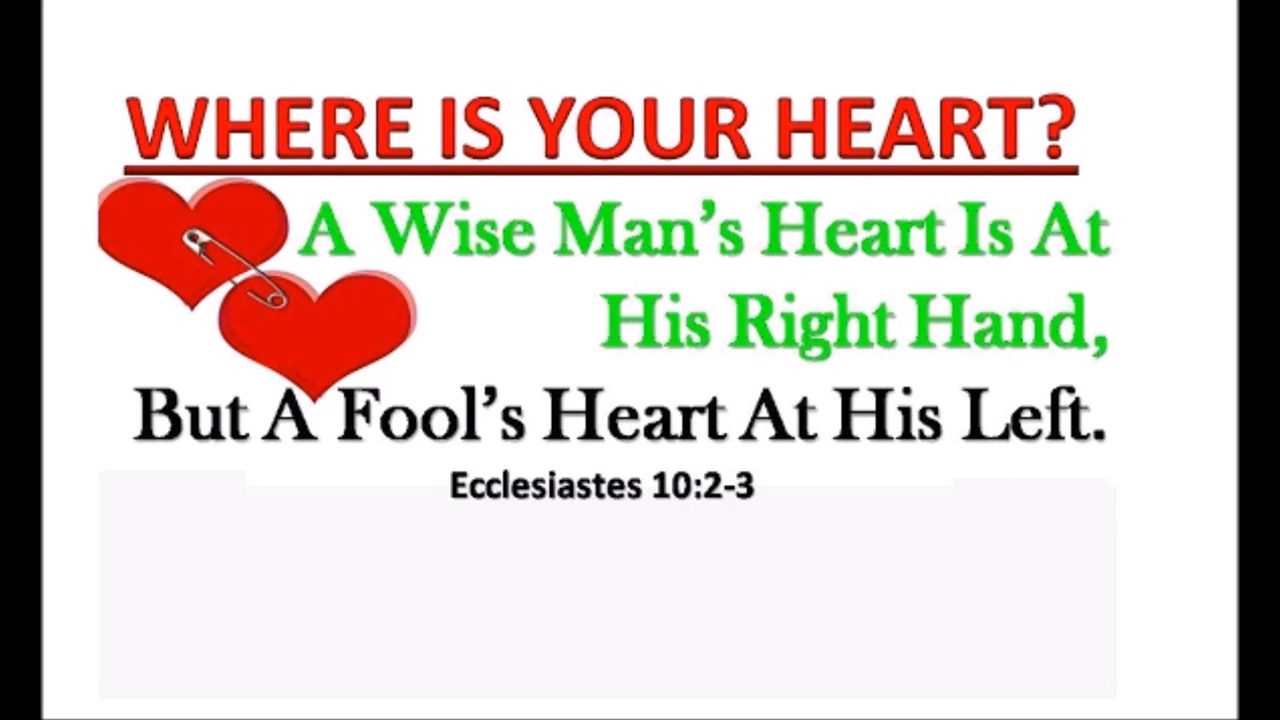 WHERE IS YOUR HEART?
A Wise Man’s Heart Is At
His Right Hand,
But A Fool’s Heart At His Left.
Ecclesiastes 10:2-3